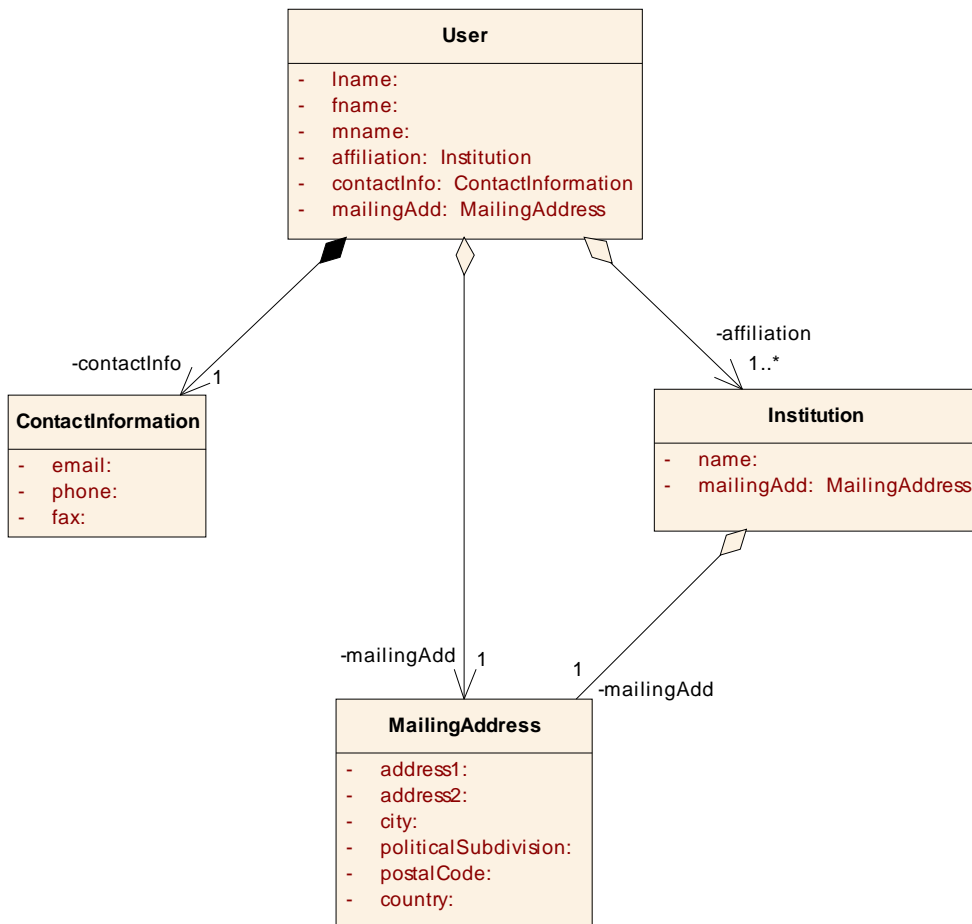 User
- lname:
- fname:
- mname:
- affiliation: Institution
- contactInfo: ContactInformation
- mailingAdd: MailingAddress
-affiliation
1..*
-contactInfo
1
ContactInformation
- email:
- phone:
- fax:
Institution
- name:
- mailingAdd: MailingAddress
-mailingAdd
1
1
-mailingAdd
MailingAddress
- address1:
- address2:
- city:
- politicalSubdivision:
- postalCode:
- country: